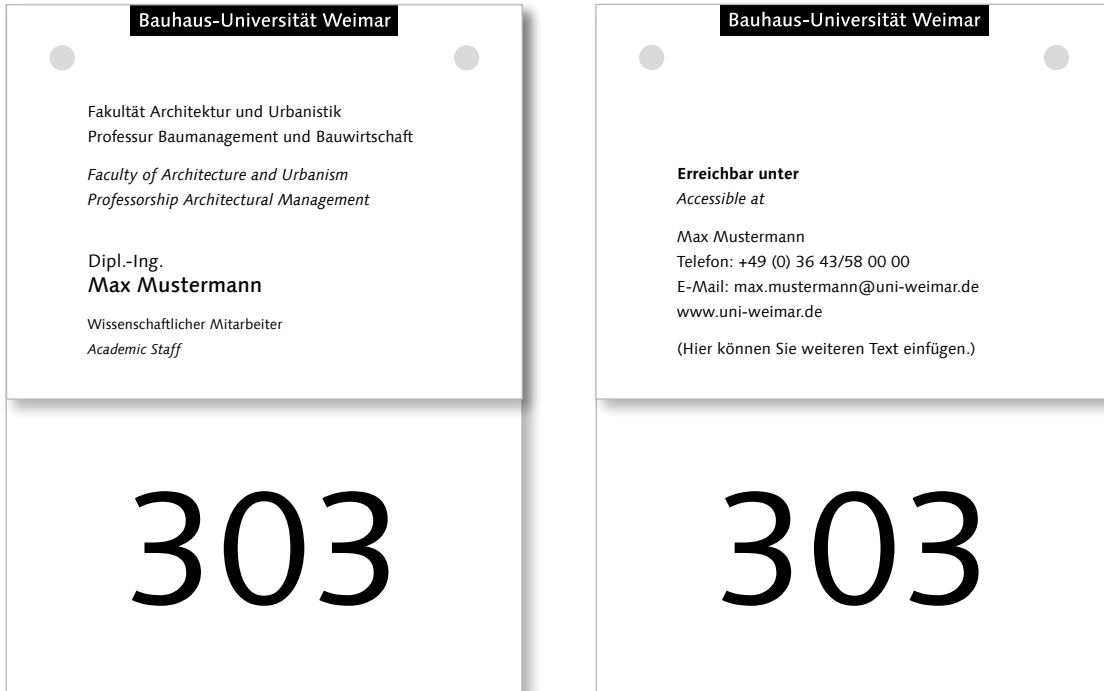 Bauhaus-Universität Weimar
Fakultät Architektur und Urbanistik
Professur Baumanagement und Bauwirtschaft
Faculty of Architecture and Urbanism
Professorship Architectural Management
Dipl.-Ing.
Max Mustermann
Wissenschaftlicher Mitarbeiter
Academic Staff
303
Bauhaus-Universität Weimar
Erreichbar unter
Accessible at
Max Mustermann
Telefon: +49 (0) 36 43/58 00 00
E-Mail: max.mustermann@uni-weimar.de
www.uni-weimar.de
(Hier können Sie weiteren Text einfügen.)
303